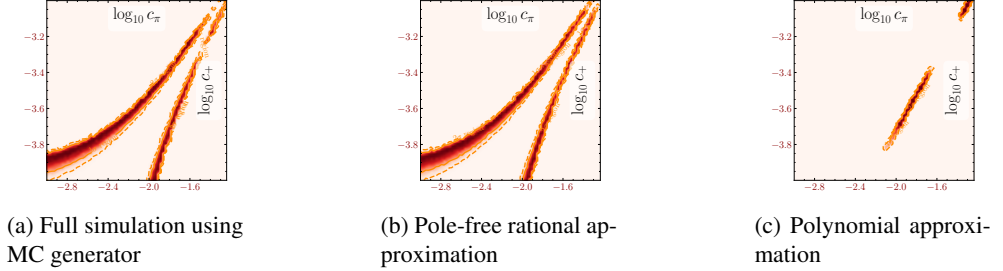 log₁₀ c_π
log₁₀ c₊
−3.2
−3.4
−3.6
−3.8
−2.8
−2.4
−2.0
−1.6
log₁₀ c_π
log₁₀ c₊
−3.2
−3.4
−3.6
−3.8
−2.8
−2.4
−2.0
−1.6
log₁₀ c_π
log₁₀ c₊
−3.2
−3.4
−3.6
−3.8
−2.8
−2.4
−2.0
−1.6
(a) Full simulation using
MC generator
(b) Pole-free rational ap-
proximation
(c) Polynomial approxi-
mation